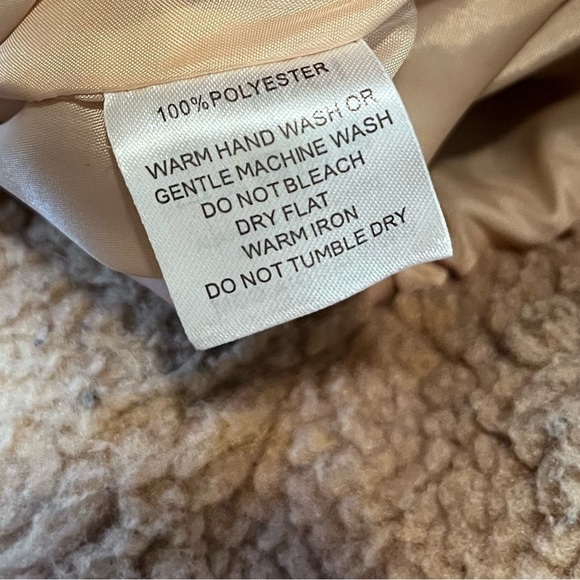 100%POLYESTER
WARM HAND WASH OR
GENTLE MACHINE WASH
DO NOT BLEACH
DRY FLAT
WARM IRON
DO NOT TUMBLE DRY